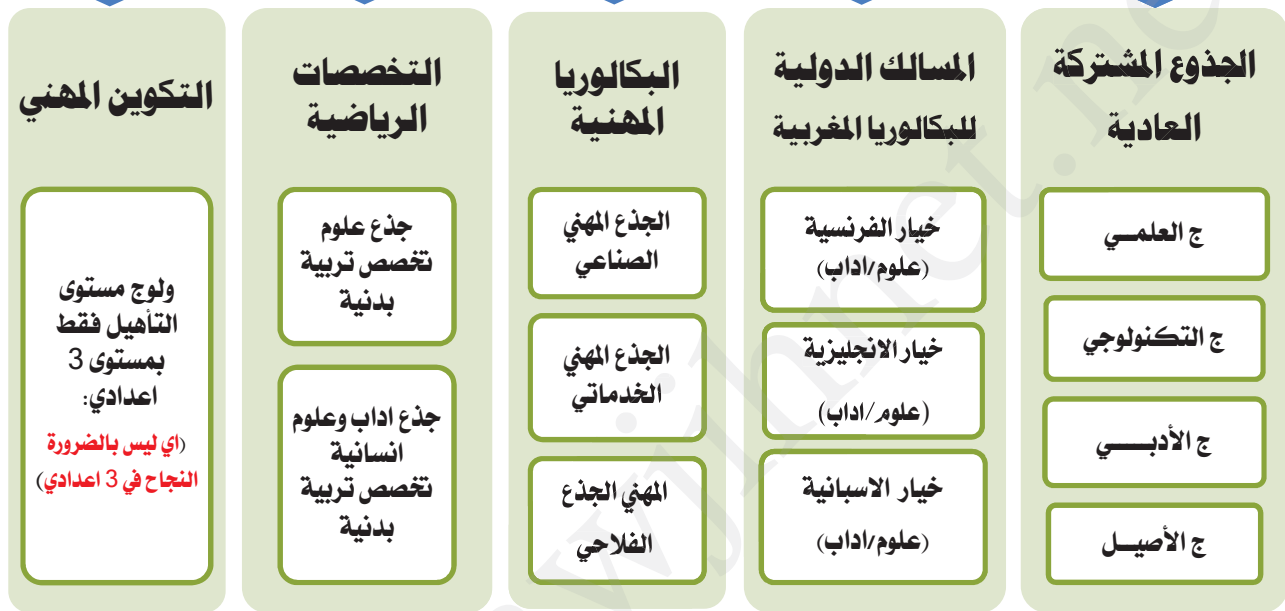 الجذوع المشتركة
العادية
ج العلمــي
ج التكنولوجي
ج الأدبـــــي
ج الأصيــل
المسالك الدولية
للبكالوريا المغربية
خيار الفرنسية
(علوم/اداب)
خيار الانجليزية
(علوم/اداب)
خيار الاسبانية
(علوم/اداب)
البكالوريا
المهنية
الجذع المهني
الصناعي
الجذع المهني
الخدماتي
المهني الجذع
الفلاحي
التخصصات
الرياضية
جذع علوم
تخصص تربية
بدنية
جذع اداب وعلوم
انسانية
تخصص تربية
بدنية
التكوين المهني
ولوج مستوى
التأهيل فقط
بمستوى 3
اعدادي:
(اي ليس بالضرورة
النجاح في 3 اعدادي)